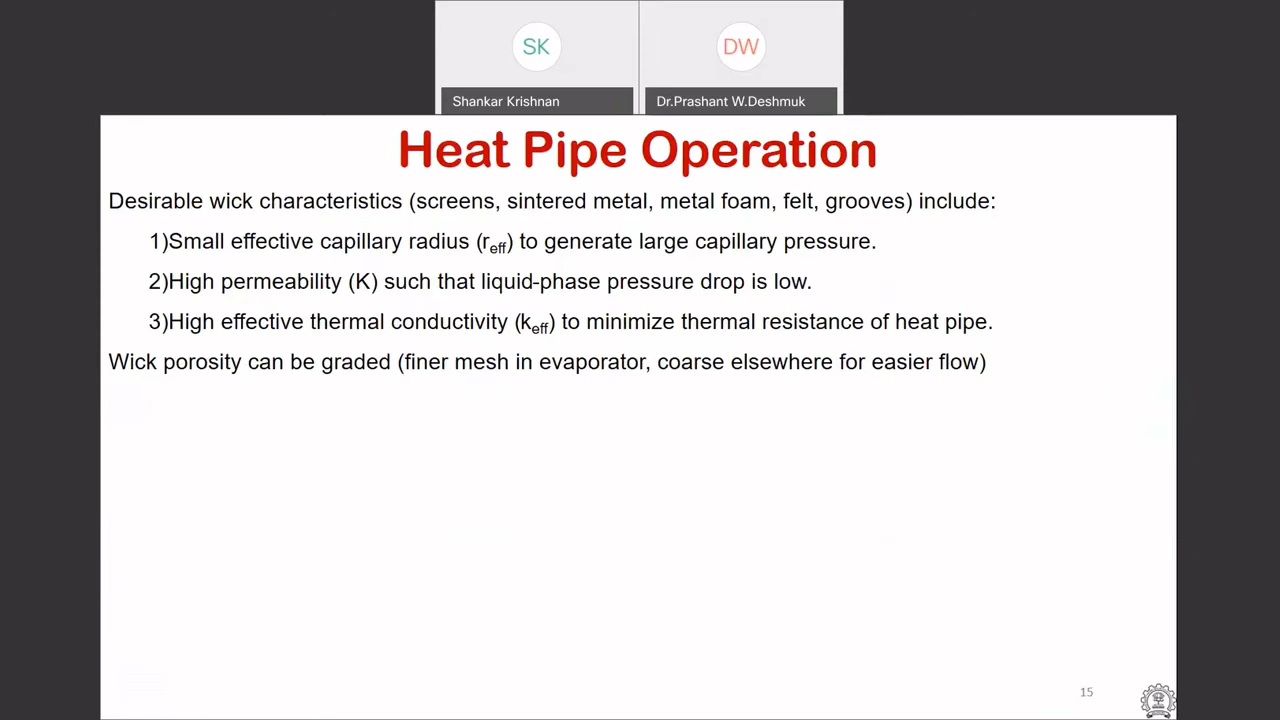 SK
DW
Shankar Krishnan
Dr.Prashant W.Deshmuk
Heat Pipe Operation
Desirable wick characteristics (screens, sintered metal, metal foam, felt, grooves) include:
1)Small effective capillary radius (reff) to generate large capillary pressure.
2)High permeability (K) such that liquid-phase pressure drop is low.
3)High effective thermal conductivity (keff) to minimize thermal resistance of heat pipe.
Wick porosity can be graded (finer mesh in evaporator, coarse elsewhere for easier flow)
15